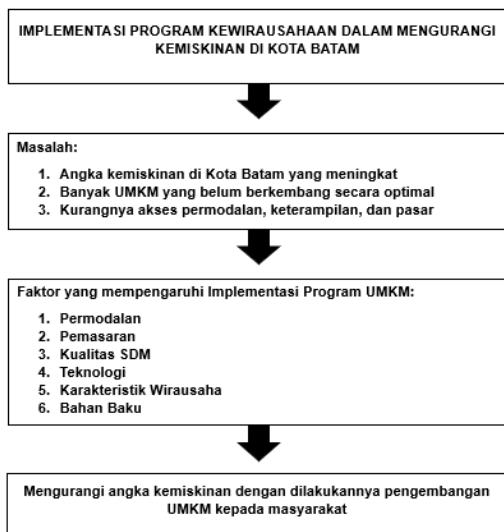 IMPLEMENTASI PROGRAM KEWIRAUSAHAAN DALAM MENGURANGI
KEMISKINAN DI KOTA BATAM
Masalah:
1. Angka kemiskinan di Kota Batam yang meningkat
2. Banyak UMKM yang belum berkembang secara optimal
3. Kurangnya akses permodalan, keterampilan, dan pasar
Faktor yang mempengaruhi Implementasi Program UMKM:
1. Permodalan
2. Pemasaran
3. Kualitas SDM
4. Teknologi
5. Karakteristik Wirausaha
6. Bahan Baku
Mengurangi angka kemiskinan dengan dilakukannya pengembangan
UMKM kepada masyarakat